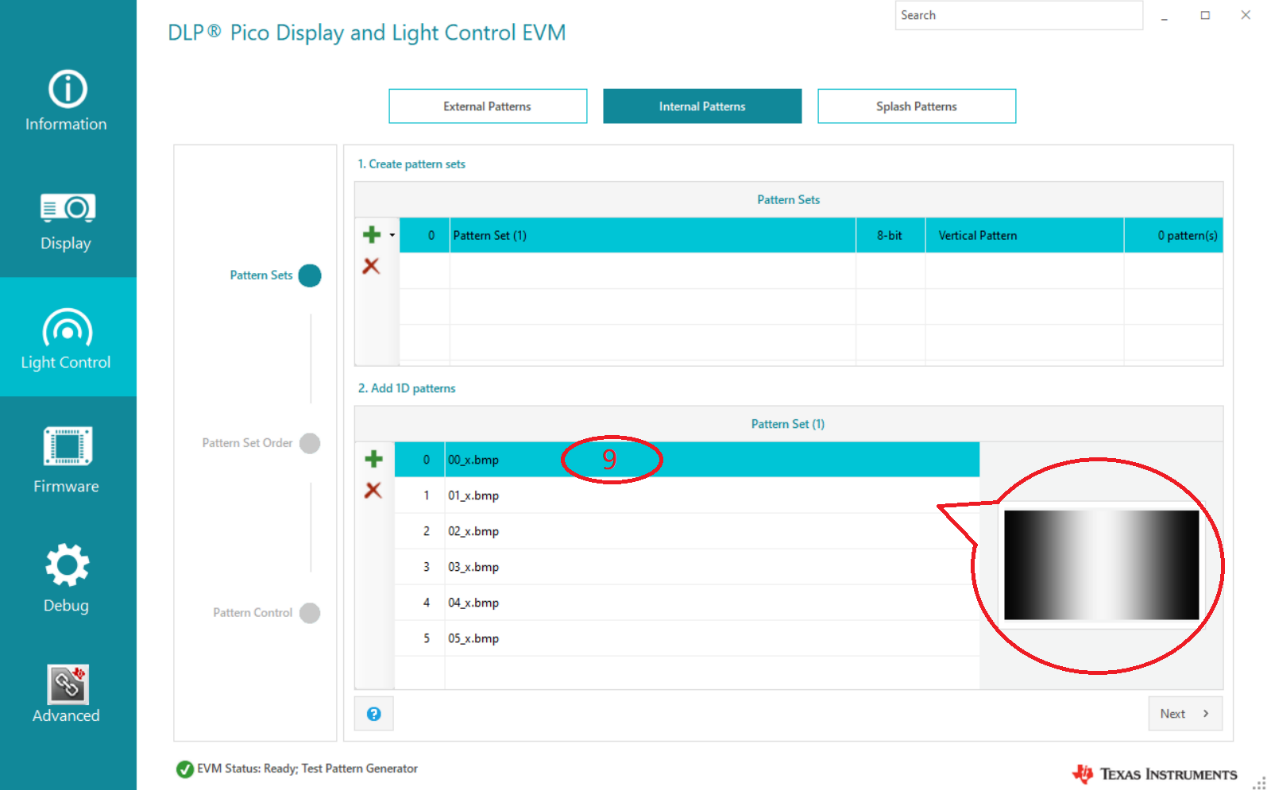 Search
DLP® Pico Display and Light Control EVM
Information
Display
Light Control
Firmware
Debug
Advanced
External Patterns
Internal Patterns
Splash Patterns
Pattern Sets
Pattern Set Order
Pattern Control
1. Create pattern sets
Pattern Sets
0 Pattern Set (1) 8-bit Vertical Pattern 0 pattern(s)
2. Add 1D patterns
Pattern Set (1)
0 00_x.bmp 9
1 01_x.bmp
2 02_x.bmp
3 03_x.bmp
4 04_x.bmp
5 05_x.bmp
?
Next >
EVM Status: Ready; Test Pattern Generator
TEXAS INSTRUMENTS